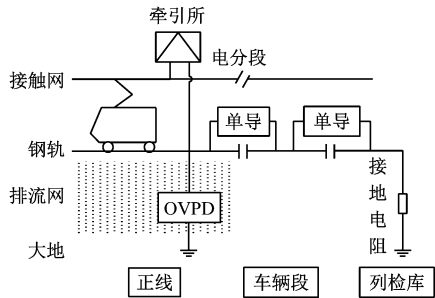 牵引所
电分段
接触网
单导
单导
钢轨
排流网
OVPD
接地电阻
大地
正线
车辆段
列检库